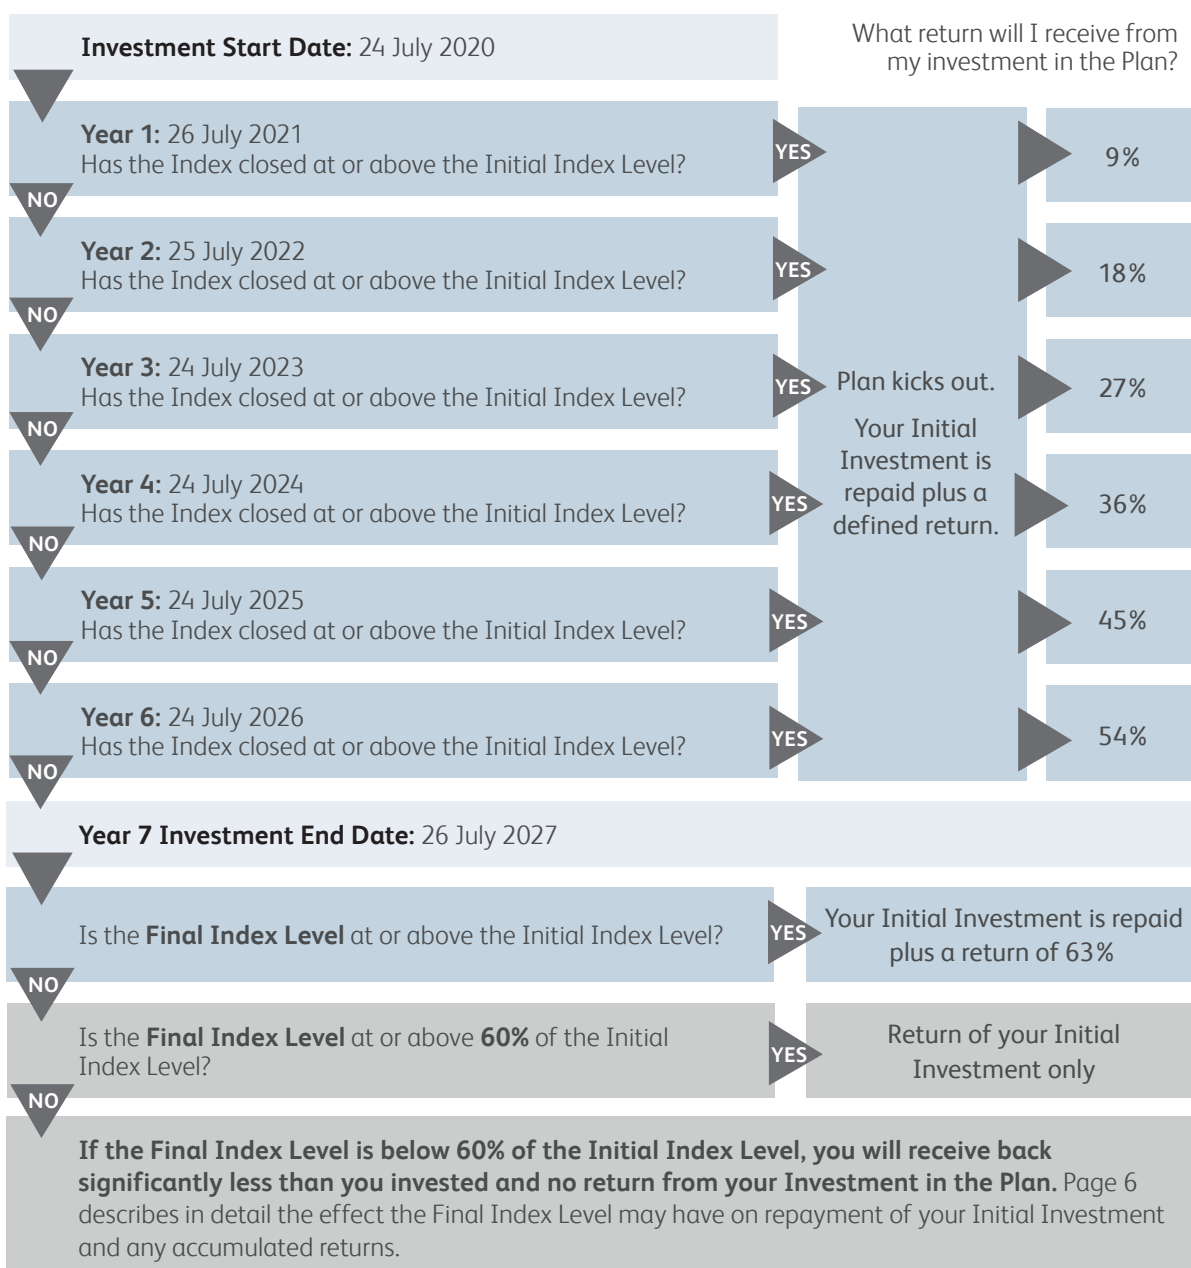 Investment Start Date: 24 July 2020
What return will I receive from
my investment in the Plan?
Year 1: 26 July 2021
Has the Index closed at or above the Initial Index Level?
YES
9%
NO
Year 2: 25 July 2022
Has the Index closed at or above the Initial Index Level?
YES
18%
NO
Year 3: 24 July 2023
Has the Index closed at or above the Initial Index Level?
YES
Plan kicks out.
Your Initial
Investment is
repaid plus a
defined return.
27%
NO
Year 4: 24 July 2024
Has the Index closed at or above the Initial Index Level?
YES
36%
NO
Year 5: 24 July 2025
Has the Index closed at or above the Initial Index Level?
YES
45%
NO
Year 6: 24 July 2026
Has the Index closed at or above the Initial Index Level?
YES
54%
NO
Year 7 Investment End Date: 26 July 2027
Is the Final Index Level at or above the Initial Index Level?
YES
Your Initial Investment is repaid
plus a return of 63%
NO
Is the Final Index Level at or above 60% of the Initial
Index Level?
YES
Return of your Initial
Investment only
NO
If the Final Index Level is below 60% of the Initial Index Level, you will receive back
significantly less than you invested and no return from your Investment in the Plan. Page 6
describes in detail the effect the Final Index Level may have on repayment of your Initial Investment
and any accumulated returns.